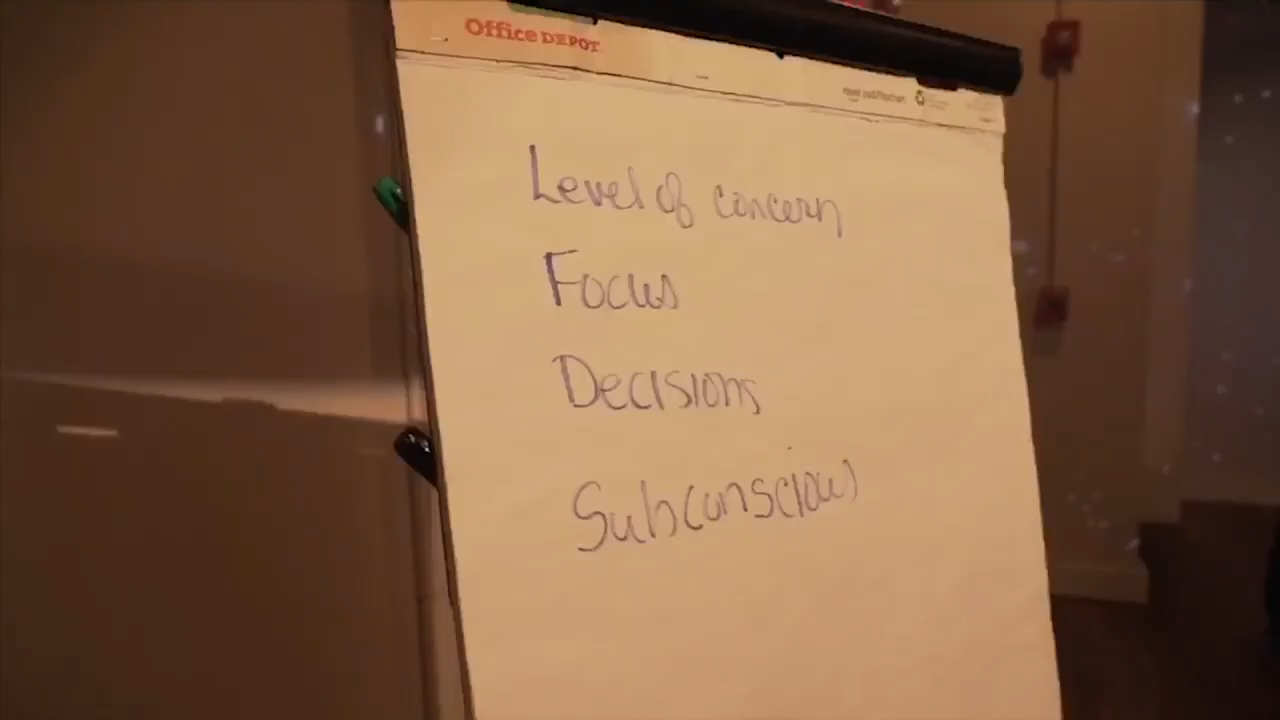 Office DEPOT
Level of concern
Focus
Decisions
Subconscious